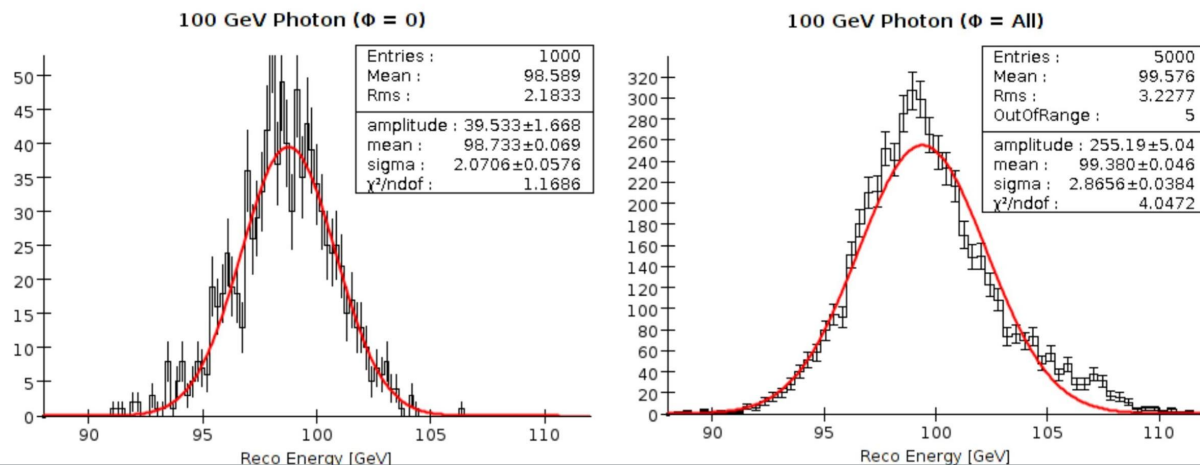 100 GeV Photon (Φ = 0)
Entries : 1000
Mean : 98.589
Rms : 2.1833
amplitude : 39.533±1.668
mean : 98.733±0.069
sigma : 2.0706±0.0576
χ²/ndof : 1.1686
50
45
40
35
30
25
20
15
10
5
0
90 95 100 105 110
Reco Energy [GeV]
100 GeV Photon (Φ = All)
Entries : 5000
Mean : 99.576
Rms : 3.2277
OutOfRange : 5
amplitude : 255.19±5.04
mean : 99.380±0.046
sigma : 2.8656±0.0384
χ²/ndof : 4.0472
320
300
280
260
240
220
200
180
160
140
120
100
80
60
40
20
0
90 95 100 105 110
Reco Energy [GeV]